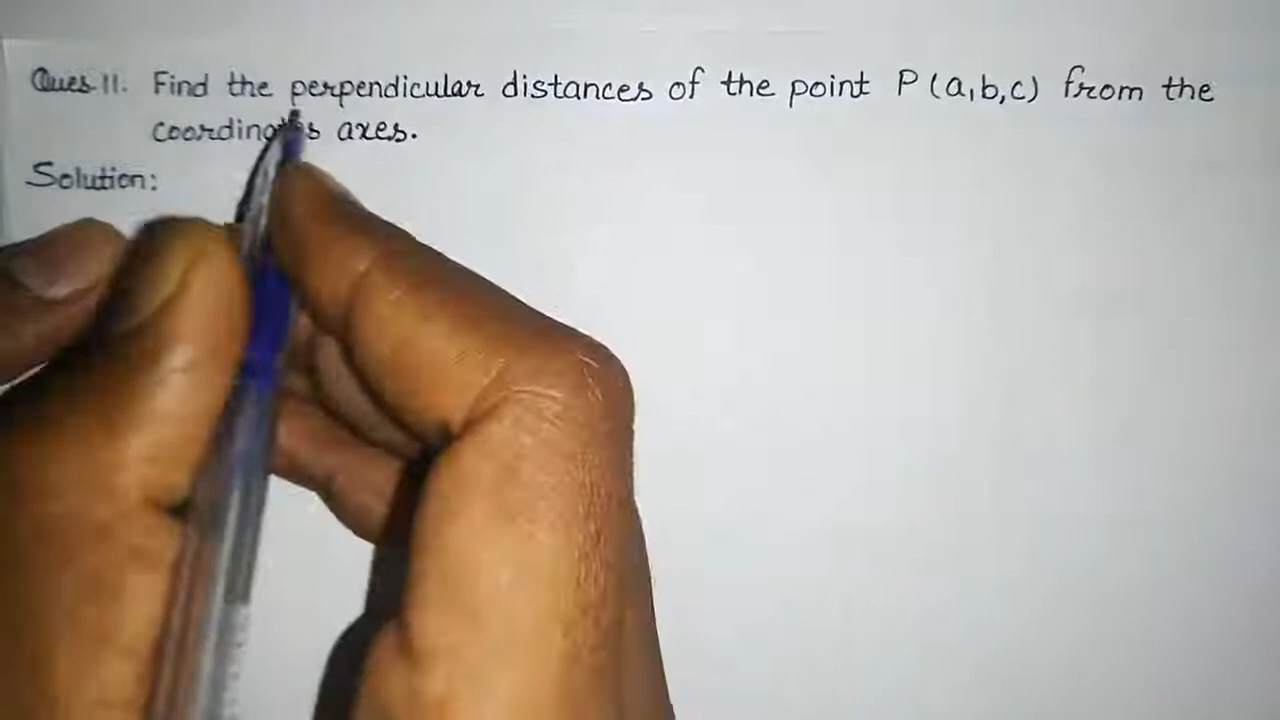 Ques 11. Find the perpendicular distances of the point P (a,b,c) from the
axes.
Solution: